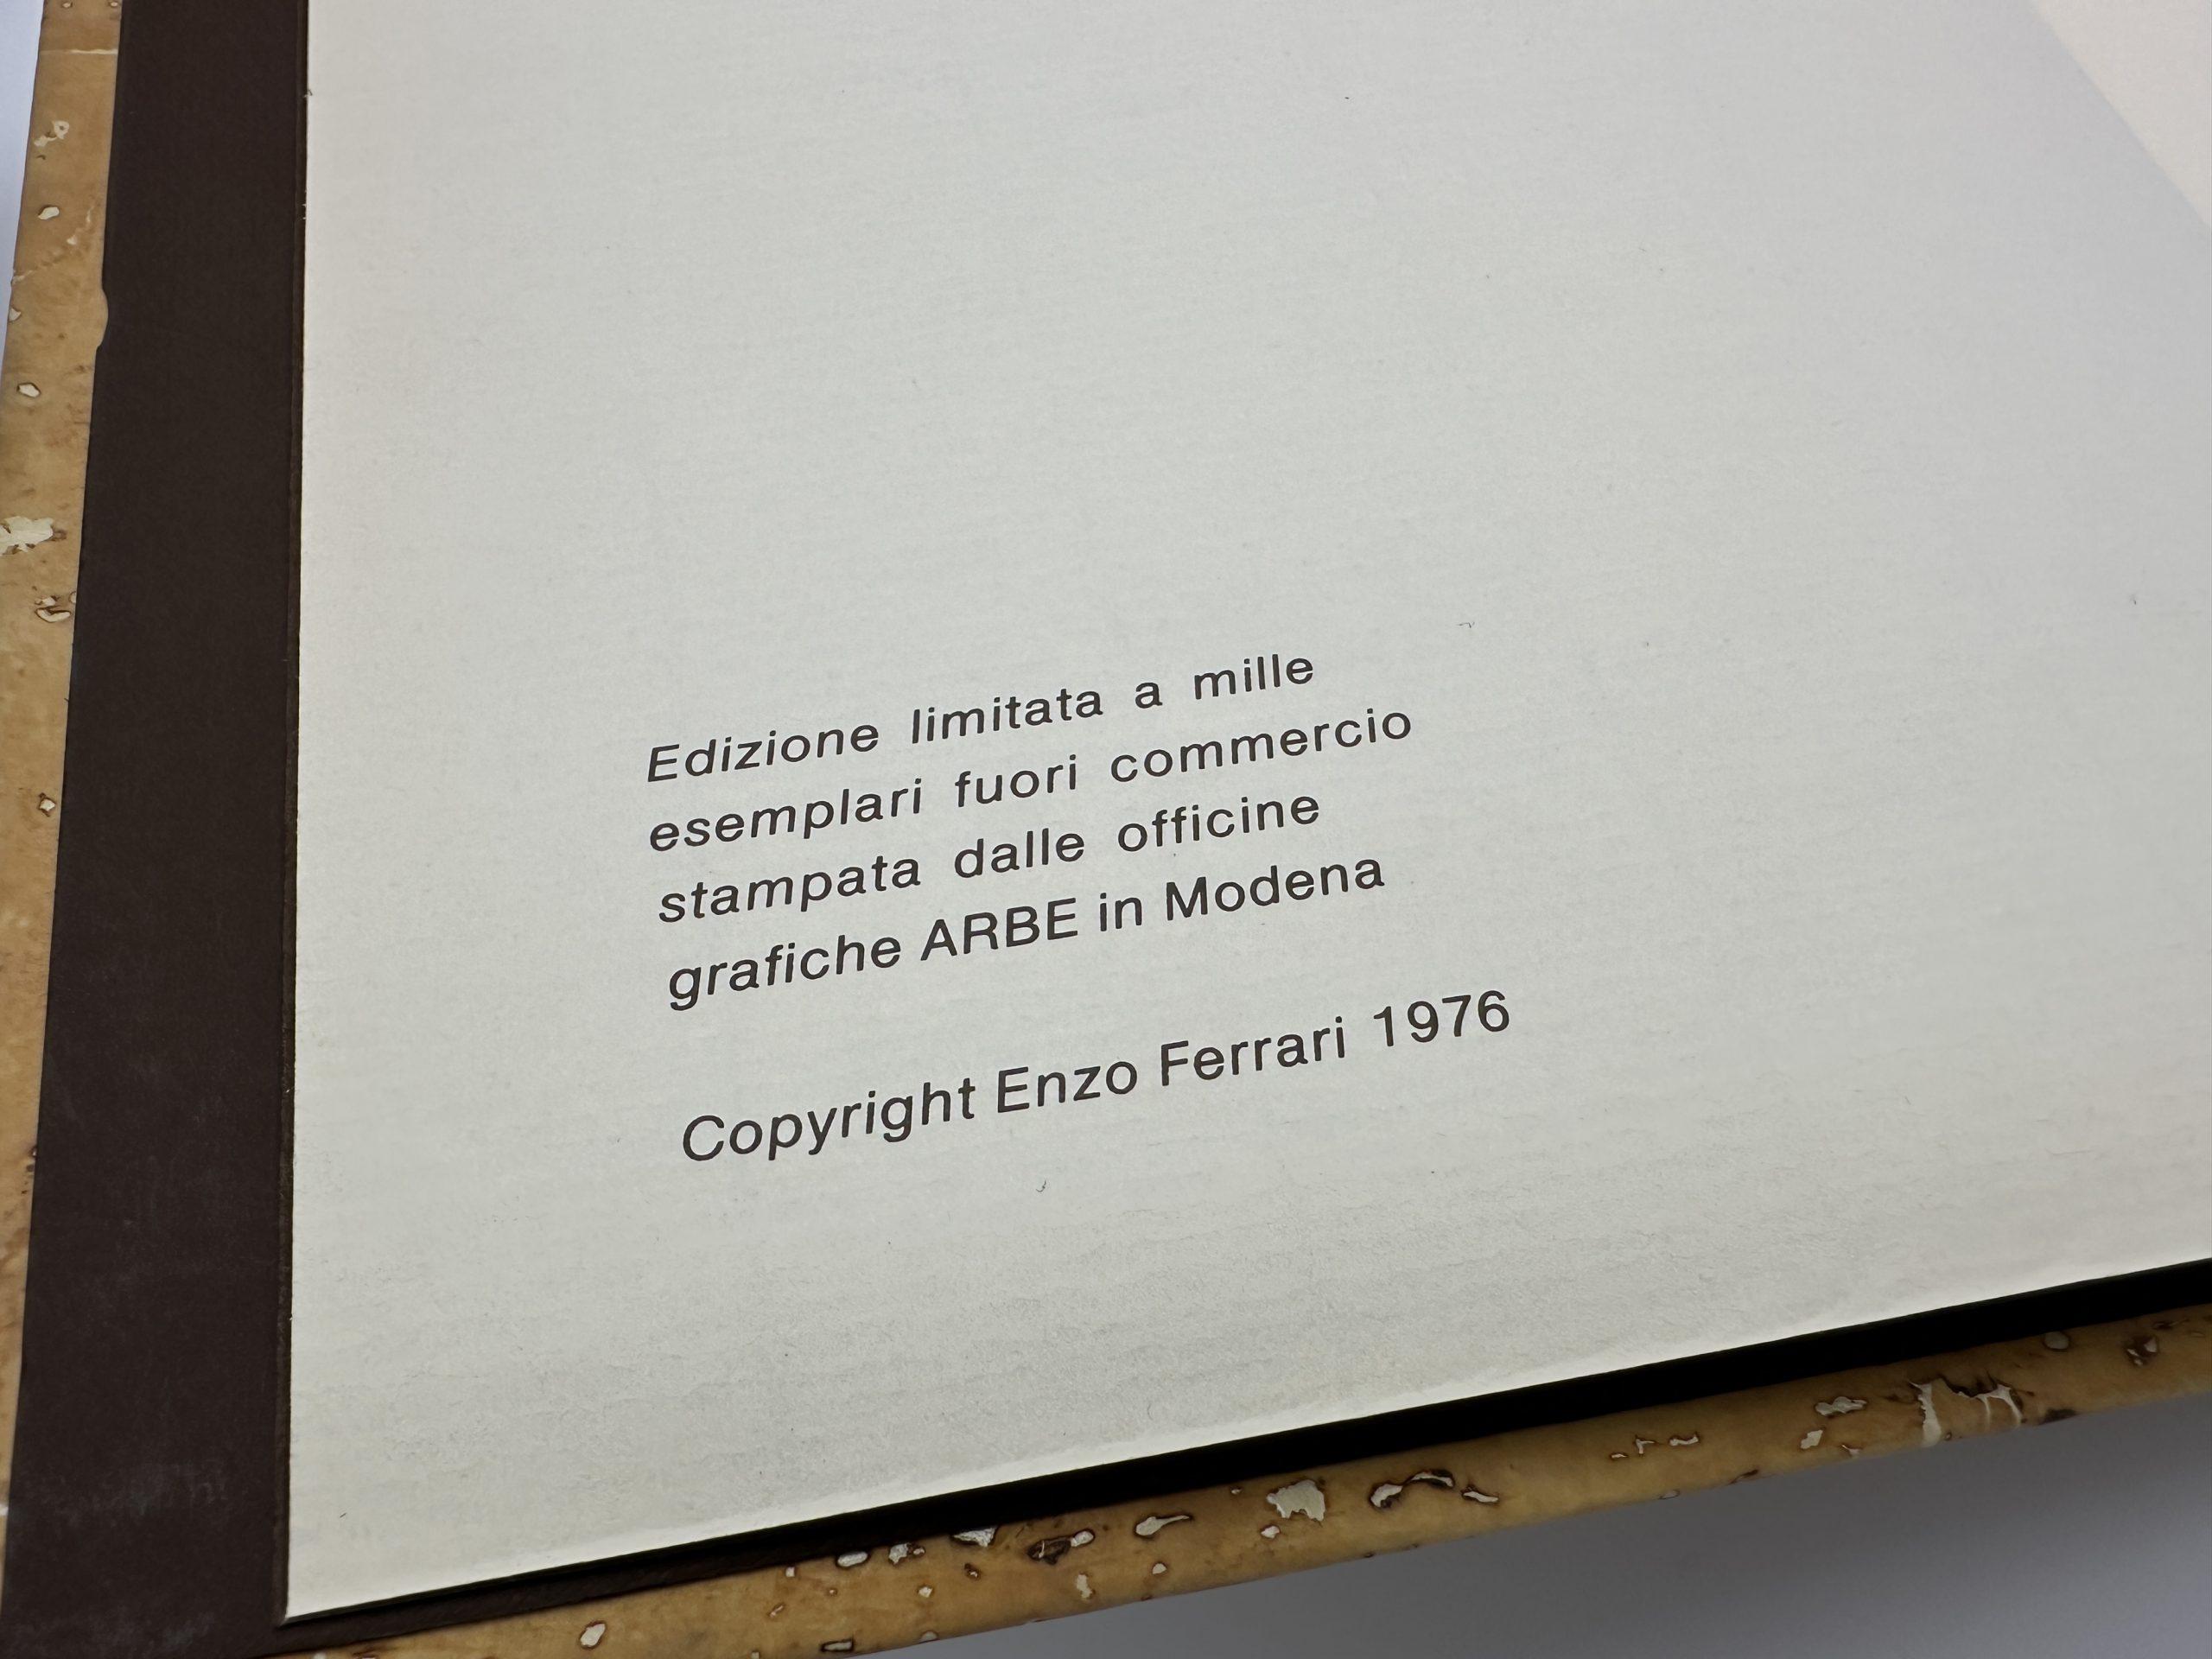 Edizione limitata a mille
esemplari fuori commercio
stampata dalle officine
grafiche ARBE in Modena
Copyright Enzo Ferrari 1976